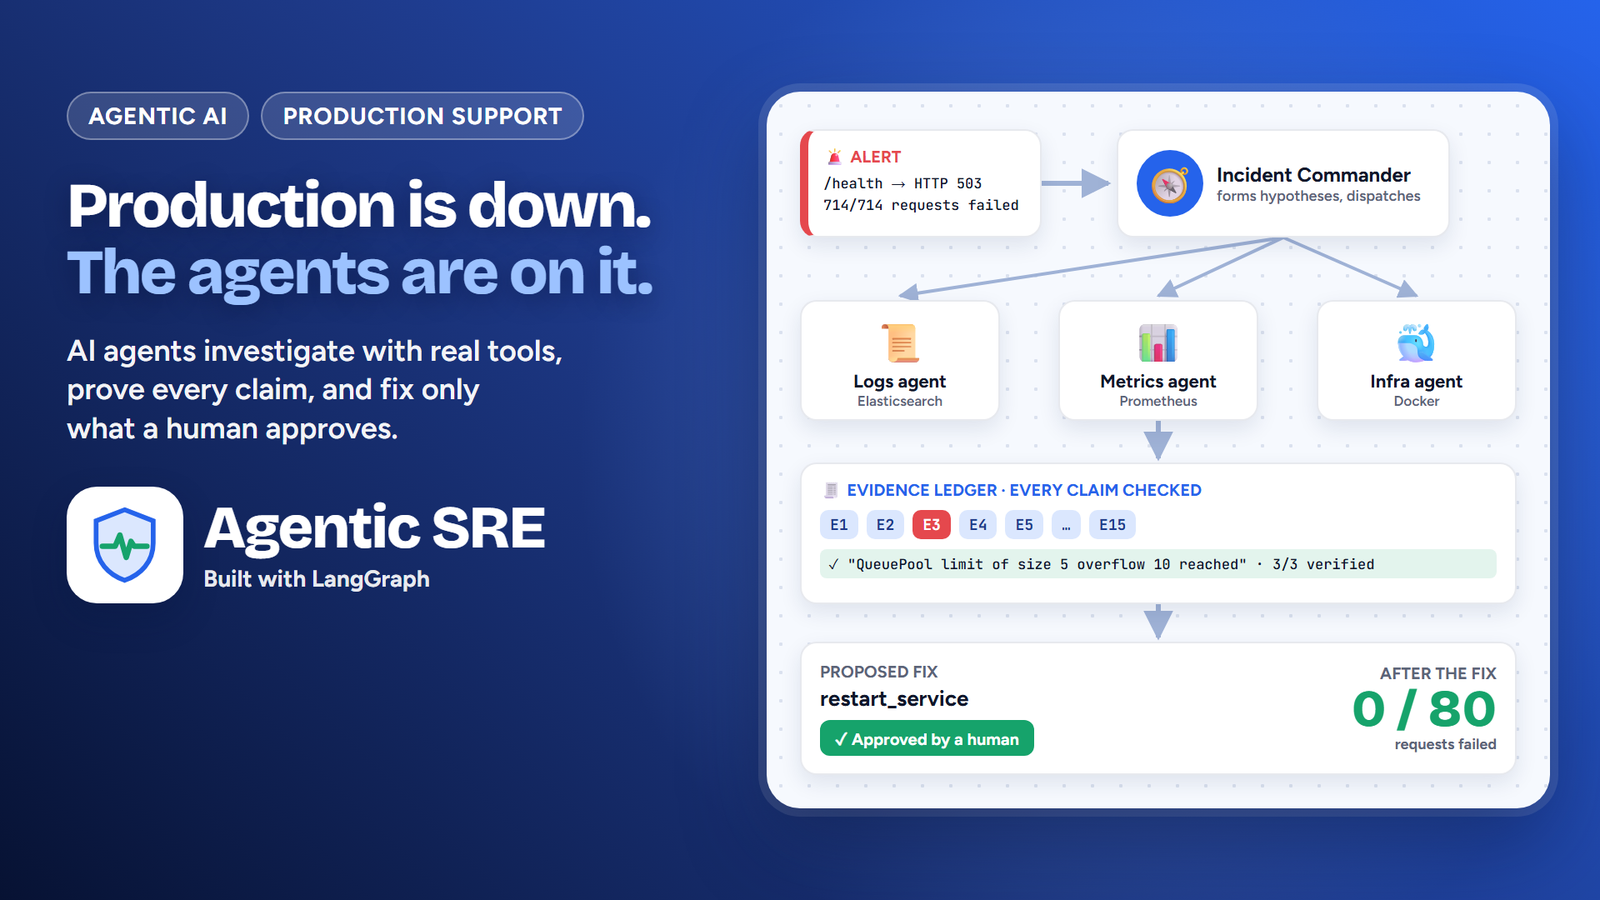 AGENTIC AI
PRODUCTION SUPPORT
Production is down.
The agents are on it.
AI agents investigate with real tools,
prove every claim, and fix only
what a human approves.
Agentic SRE
Built with LangGraph
ALERT
/health → HTTP 503
714/714 requests failed
Incident Commander
forms hypotheses, dispatches
Logs agent
Elasticsearch
Metrics agent
Prometheus
Infra agent
Docker
EVIDENCE LEDGER · EVERY CLAIM CHECKED
E1 E2 E3 E4 E5 … E15
✓ "QueuePool limit of size 5 overflow 10 reached" · 3/3 verified
PROPOSED FIX
restart_service
✓ Approved by a human
AFTER THE FIX
0 / 80
requests failed